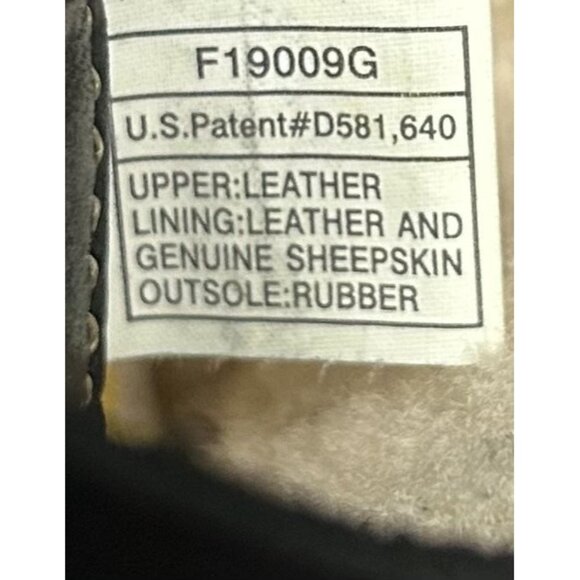 F19009G
U.S.Patent#D581,640
UPPER:LEATHER
LINING:LEATHER AND
GENUINE SHEEPSKIN
OUTSOLE:RUBBER